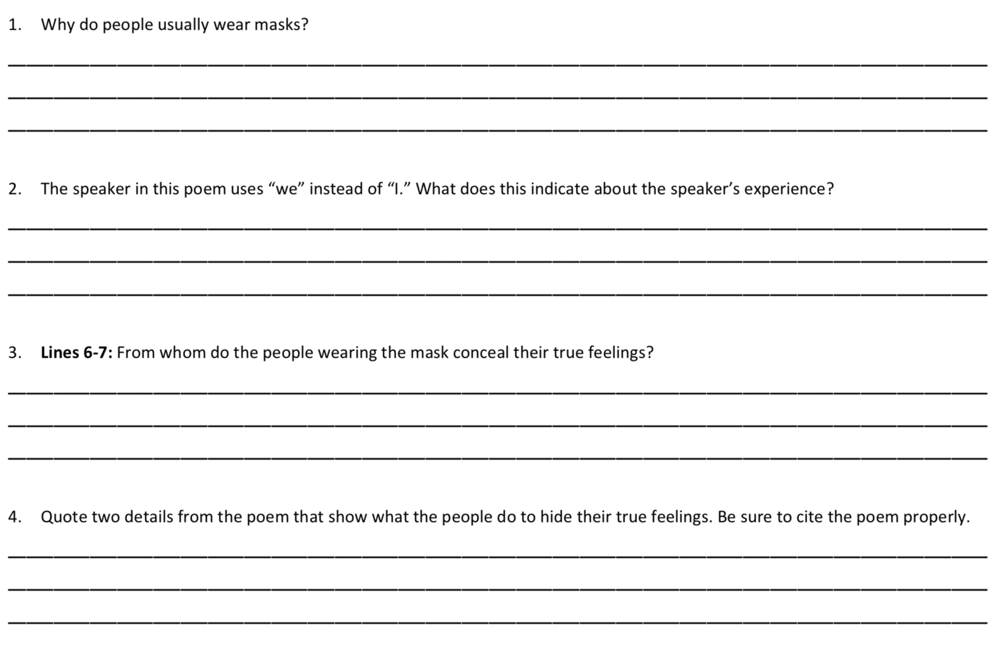 1. Why do people usually wear masks?
2. The speaker in this poem uses “we” instead of “I.” What does this indicate about the speaker’s experience?
3. Lines 6-7: From whom do the people wearing the mask conceal their true feelings?
4. Quote two details from the poem that show what the people do to hide their true feelings. Be sure to cite the poem properly.